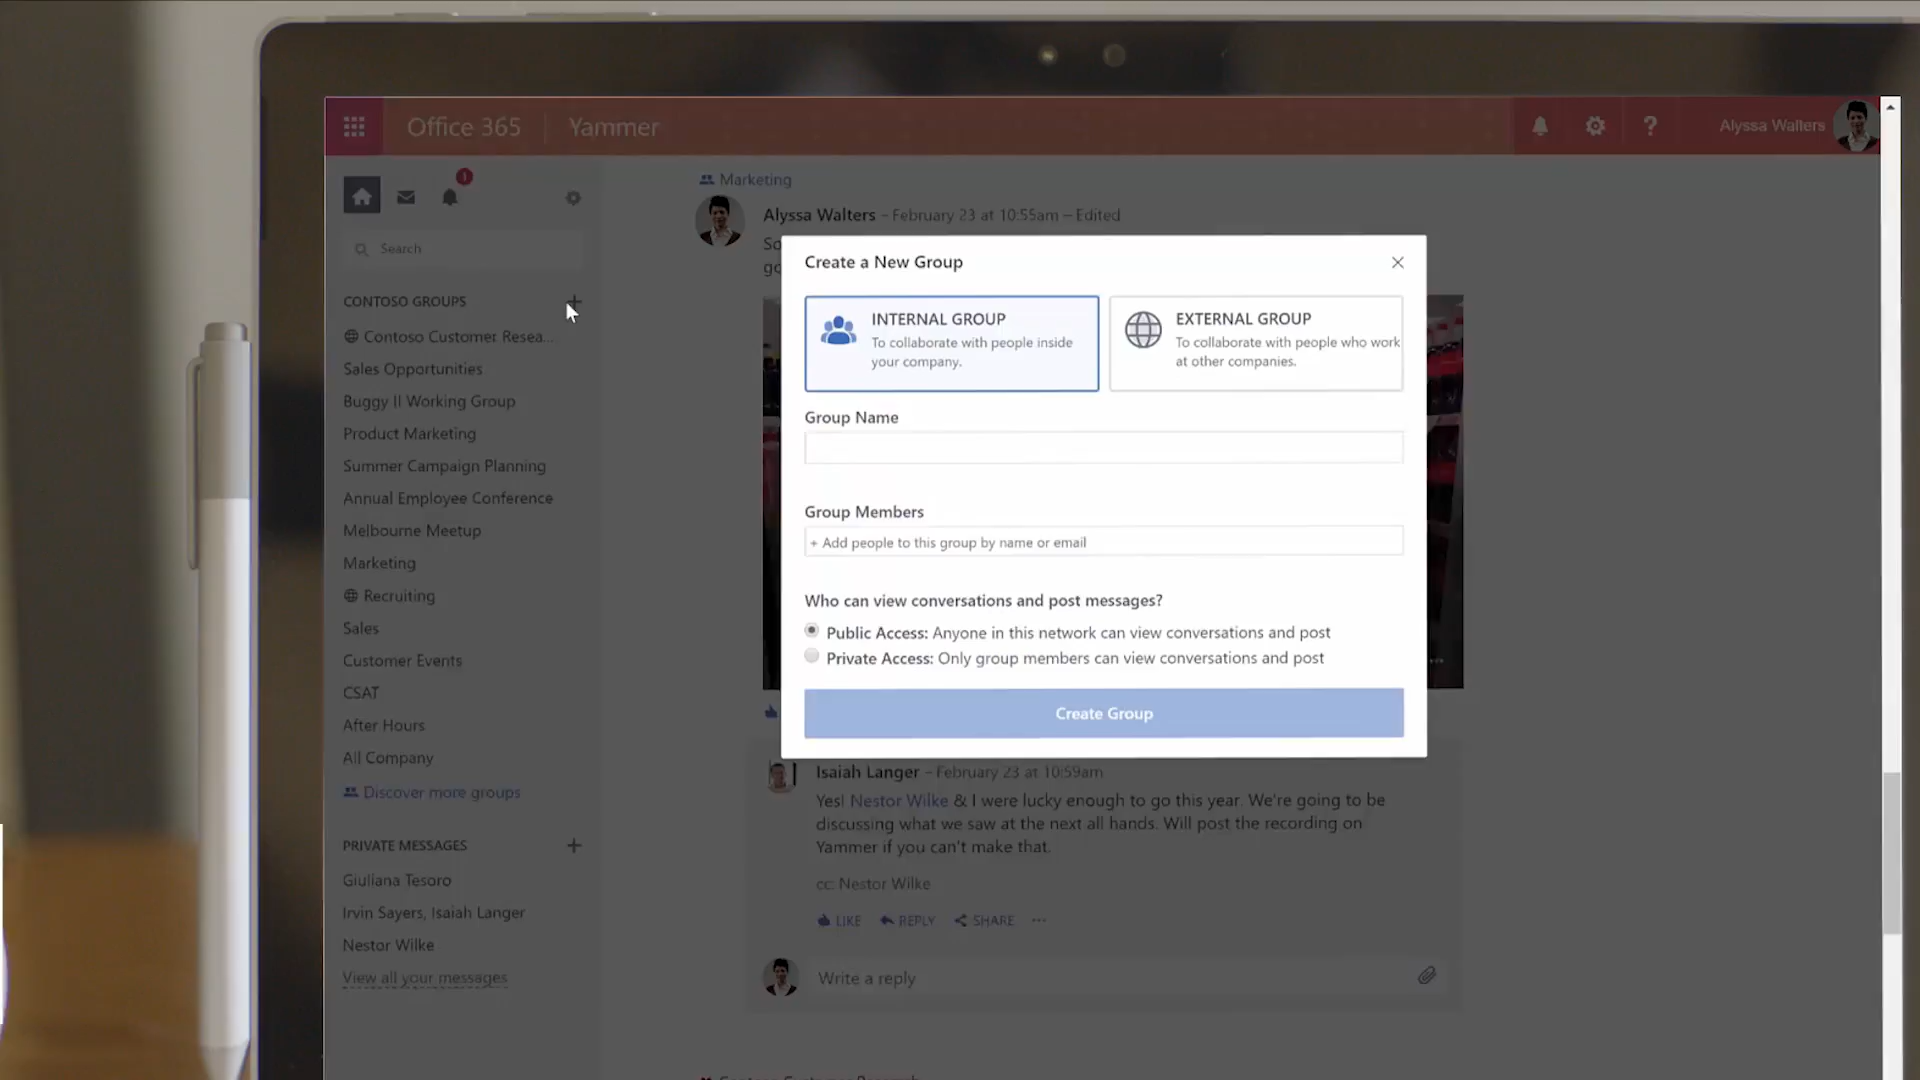 Office 365
Yammer
?
Alyssa Walters
1
Search
CONTOSO GROUPS +
Contoso Customer Resea...
Sales Opportunities
Buggy II Working Group
Product Marketing
Summer Campaign Planning
Annual Employee Conference
Melbourne Meetup
Marketing
Recruiting
Sales
Customer Events
CSAT
After Hours
All Company
Discover more groups
PRIVATE MESSAGES +
Giuliana Tesoro
Irvin Sayers, Isaiah Langer
Nestor Wilke
View all your messages
Marketing
Alyssa Walters – February 23 at 10:55am – Edited
Create a New Group
INTERNAL GROUP
To collaborate with people inside
your company.
EXTERNAL GROUP
To collaborate with people who work
at other companies.
Group Name
Group Members
+ Add people to this group by name or email
Who can view conversations and post messages?
Public Access: Anyone in this network can view conversations and post
Private Access: Only group members can view conversations and post
Create Group
Isaiah Langer – February 23 at 10:59am
Yes! Nestor Wilke & I were lucky enough to go this year. We're going to be
discussing what we saw at the next all hands. Will post the recording on
Yammer if you can't make that.
cc: Nestor Wilke
LIKE REPLY SHARE ...
Write a reply